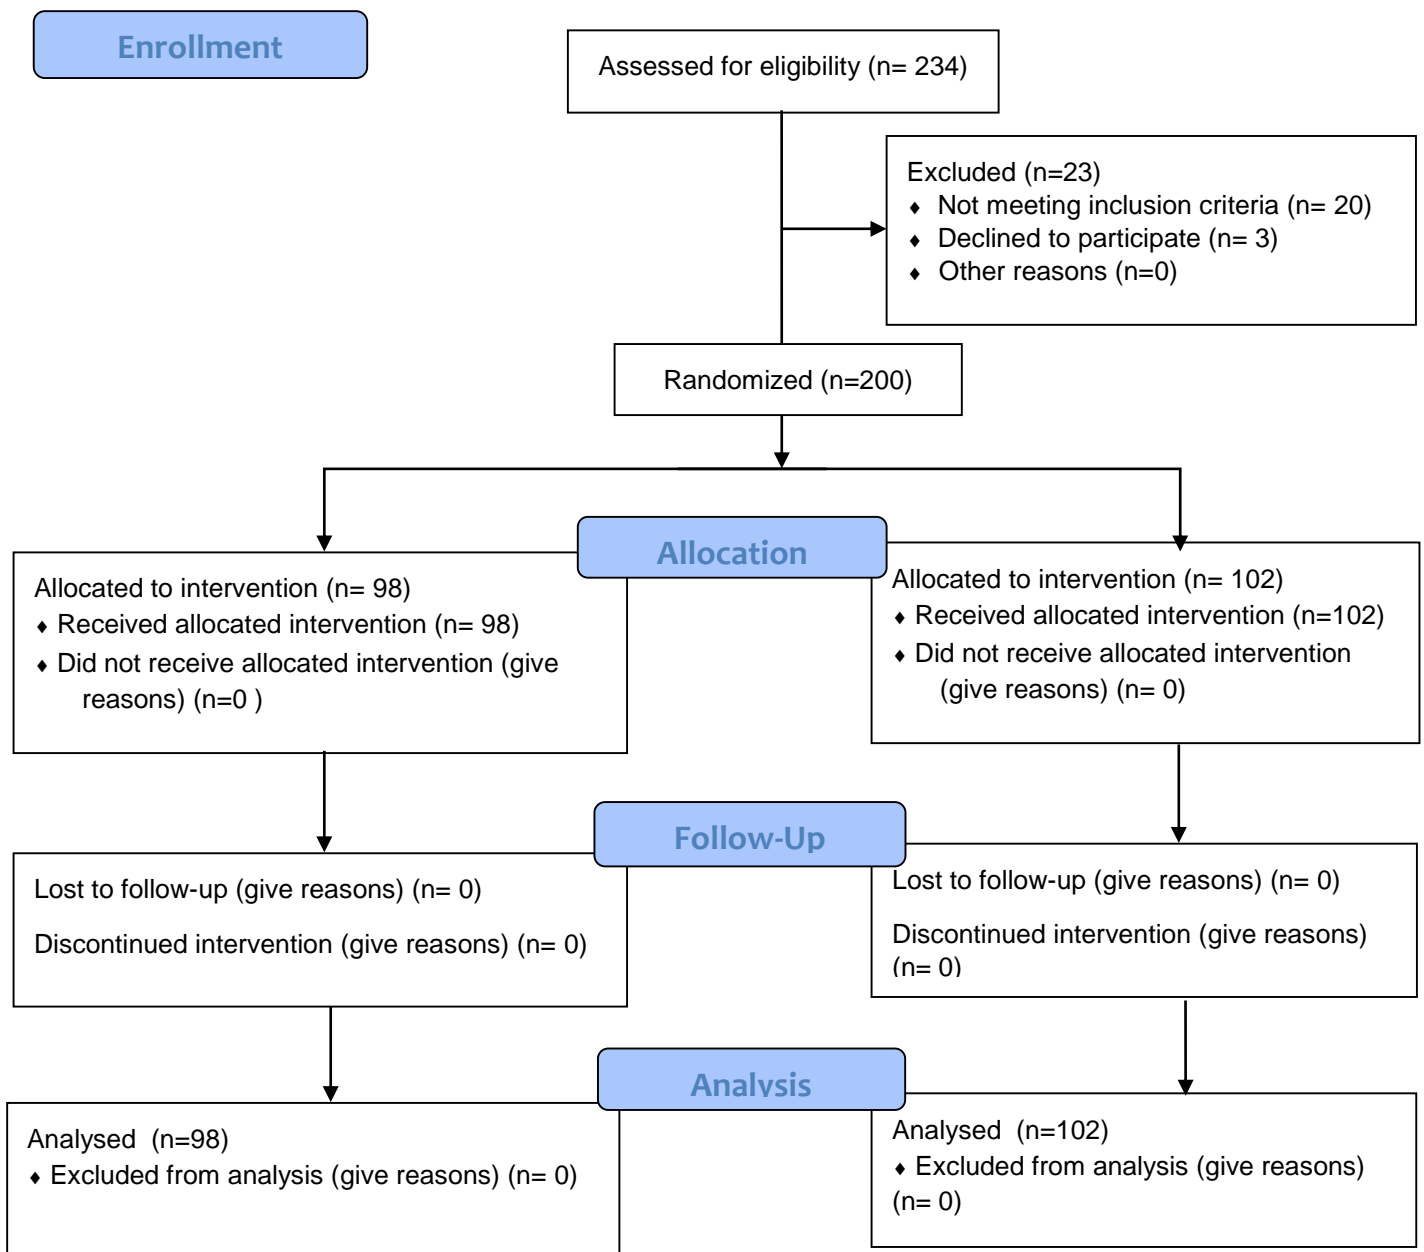 Enrollment
Assessed for eligibility (n= 234)
Excluded (n=23)
♦ Not meeting inclusion criteria (n= 20)
♦ Declined to participate (n= 3)
♦ Other reasons (n=0)
Randomized (n=200)
Allocation
Allocated to intervention (n= 98)
♦ Received allocated intervention (n= 98)
♦ Did not receive allocated intervention (give
reasons) (n=0 )
Allocated to intervention (n= 102)
♦ Received allocated intervention (n=102)
♦ Did not receive allocated intervention
(give reasons) (n= 0)
Follow-Up
Lost to follow-up (give reasons) (n= 0)
Discontinued intervention (give reasons) (n= 0)
Lost to follow-up (give reasons) (n= 0)
Discontinued intervention (give reasons)
(n= 0)
Analysis
Analysed  (n=98)
♦ Excluded from analysis (give reasons) (n= 0)
Analysed  (n=102)
♦ Excluded from analysis (give reasons)
(n= 0)